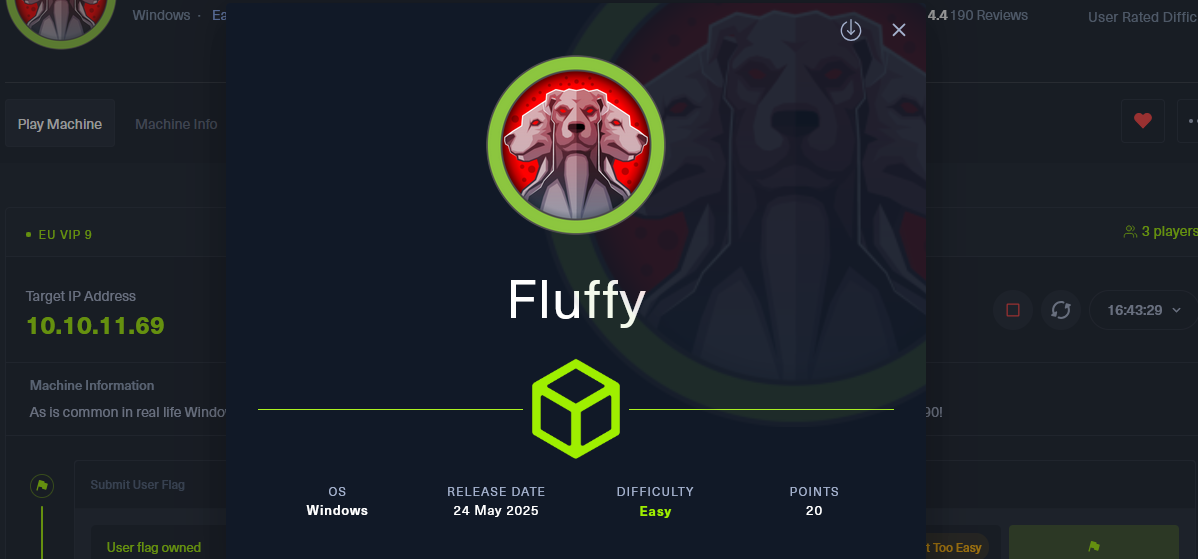 Windows · Ea
4.4 190 Reviews
User Rated Diffic
Play Machine
Machine Info
EU VIP 9
3 players
Target IP Address
10.10.11.69
16:43:29
Fluffy
Machine Information
As is common in real life Windo
90!
OS
RELEASE DATE
DIFFICULTY
POINTS
Windows
24 May 2025
Easy
20
Submit User Flag
User flag owned
t Too Easy